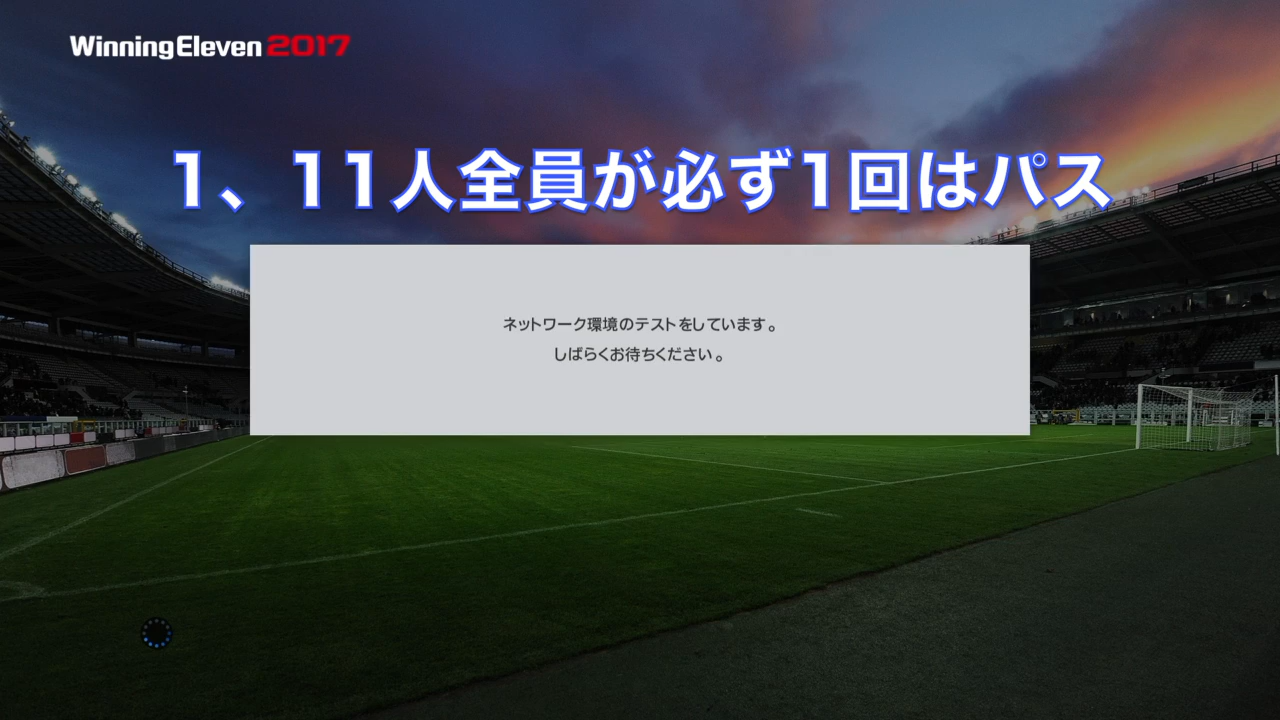 WinningEleven 2017
1、11人全員が必ず1回はパス
ネットワーク環境のテストをしています。
しばらくお待ちください。